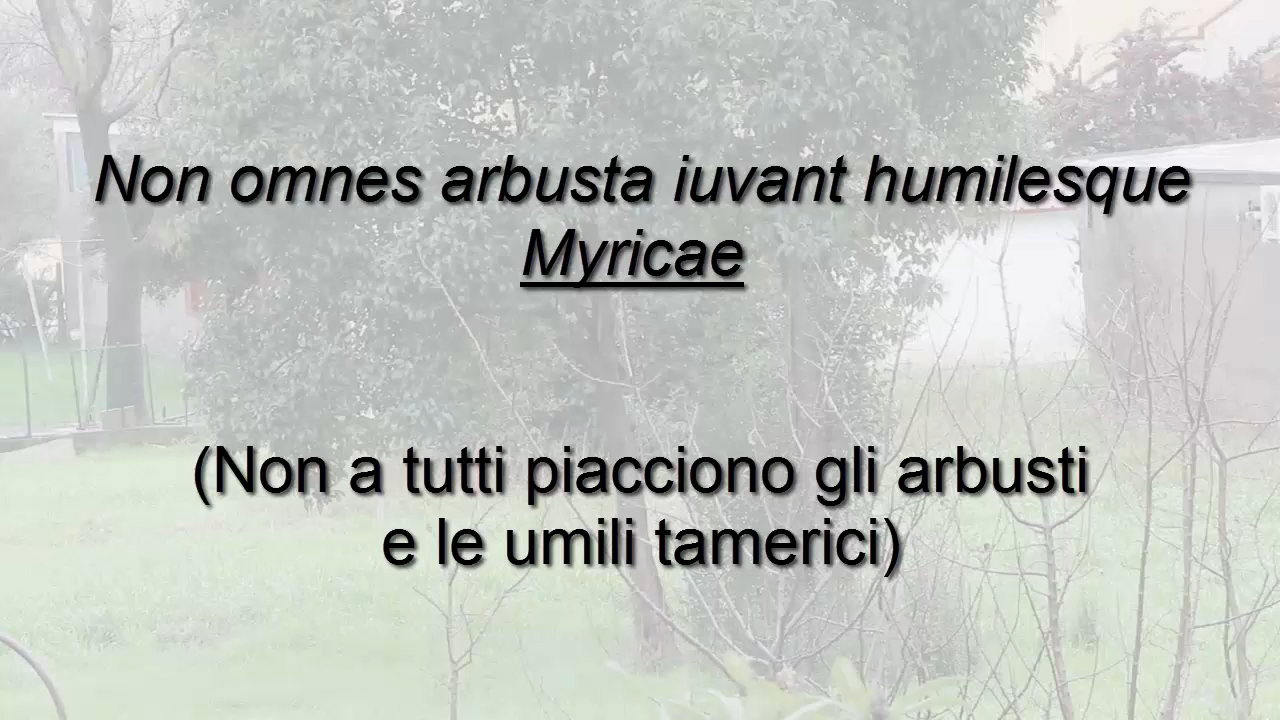 Non omnes arbusta iuvant humilesque
Myricae
(Non a tutti piacciono gli arbusti
e le umili tamerici)